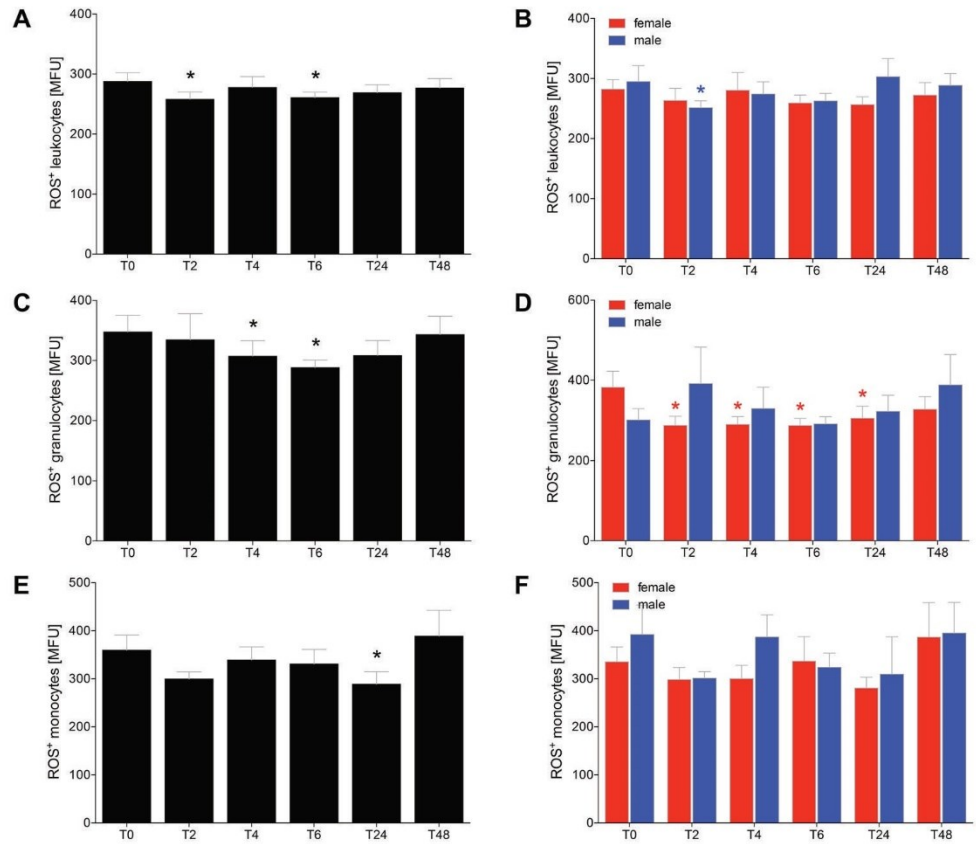 A
ROS⁺ leukocytes [MFU]
400
300
200
100
0
* *
T0 T2 T4 T6 T24 T48
B
ROS⁺ leukocytes [MFU]
400
300
200
100
0
female
male
*
T0 T2 T4 T6 T24 T48
C
ROS⁺ granulocytes [MFU]
400
300
200
100
0
* *
T0 T2 T4 T6 T24 T48
D
ROS⁺ granulocytes [MFU]
600
400
200
0
female
male
* * * *
T0 T2 T4 T6 T24 T48
E
ROS⁺ monocytes [MFU]
500
400
300
200
100
0
*
T0 T2 T4 T6 T24 T48
F
ROS⁺ monocytes [MFU]
500
400
300
200
100
0
female
male
T0 T2 T4 T6 T24 T48